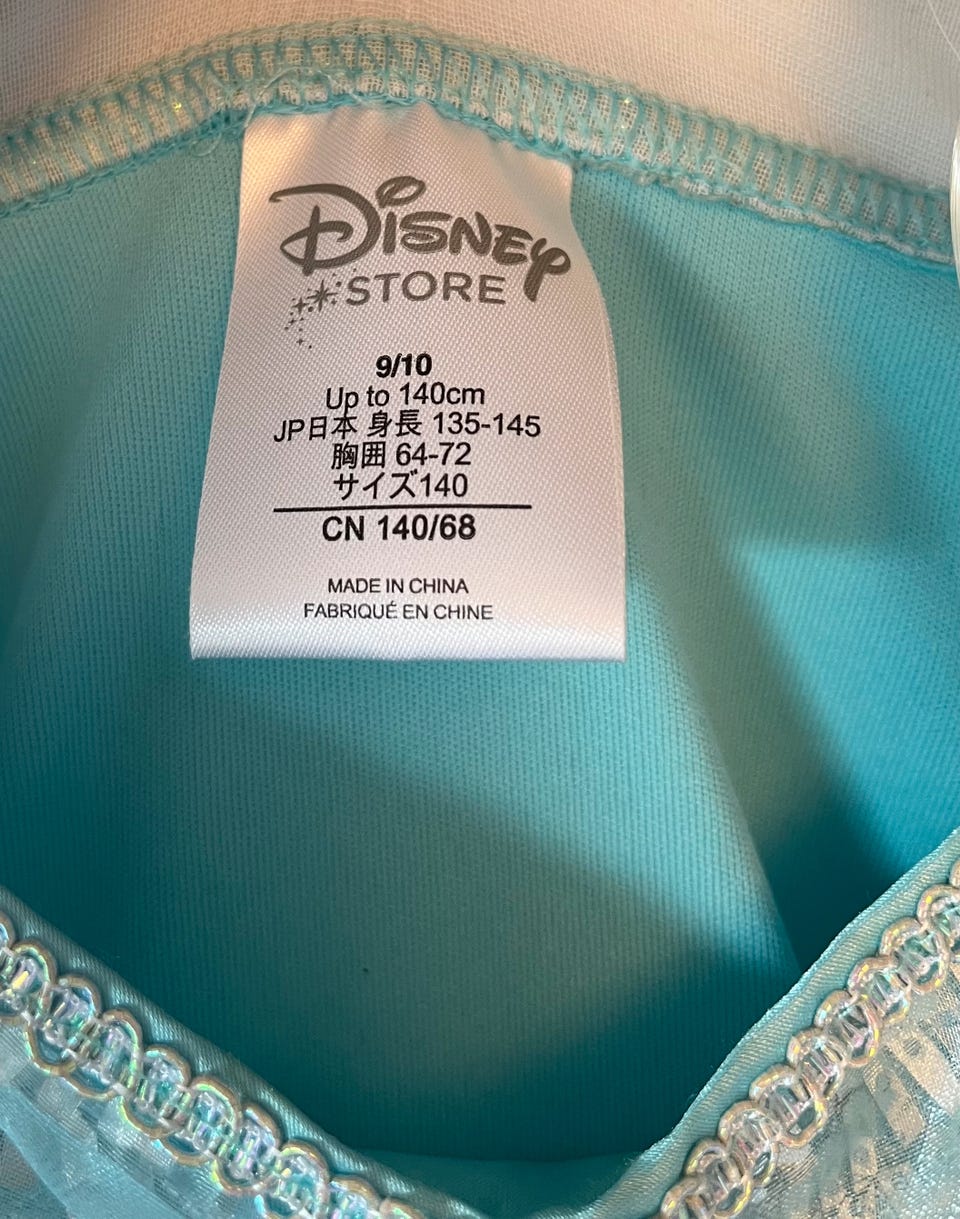 Disney
STORE
9/10
Up to 140cm
JP日本 身長 135-145
胸囲 64-72
サイズ140
CN 140/68
MADE IN CHINA
FABRIQUÉ EN CHINE